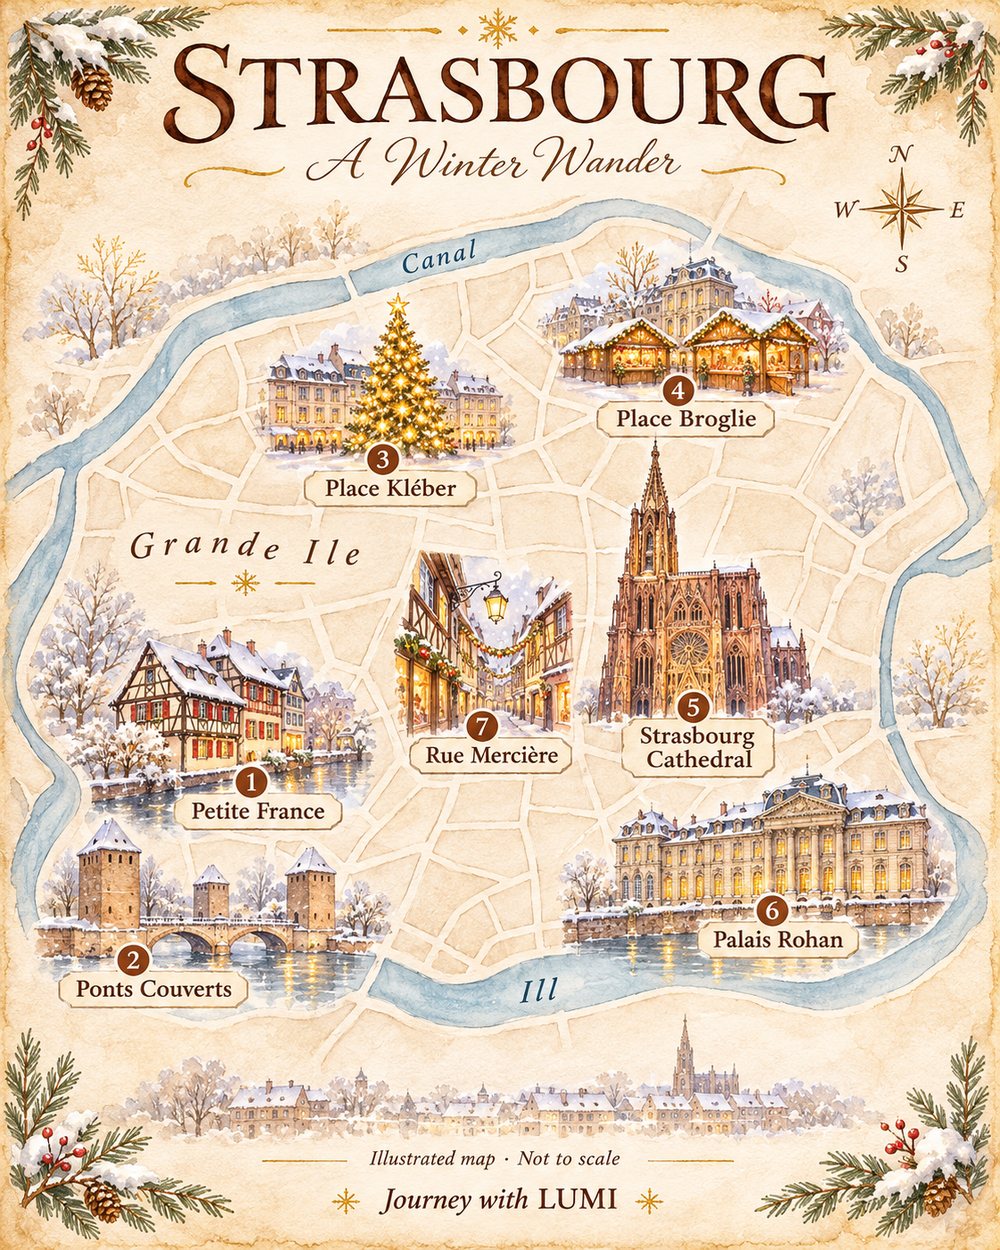 STRASBOURG
A Winter Wander
N
W E
S
Canal
4
Place Broglie
3
Place Kléber
Grande Ile
7
Rue Mercière
5
Strasbourg
Cathedral
1
Petite France
6
Palais Rohan
2
Ponts Couverts
Ill
Illustrated map · Not to scale
Journey with LUMI